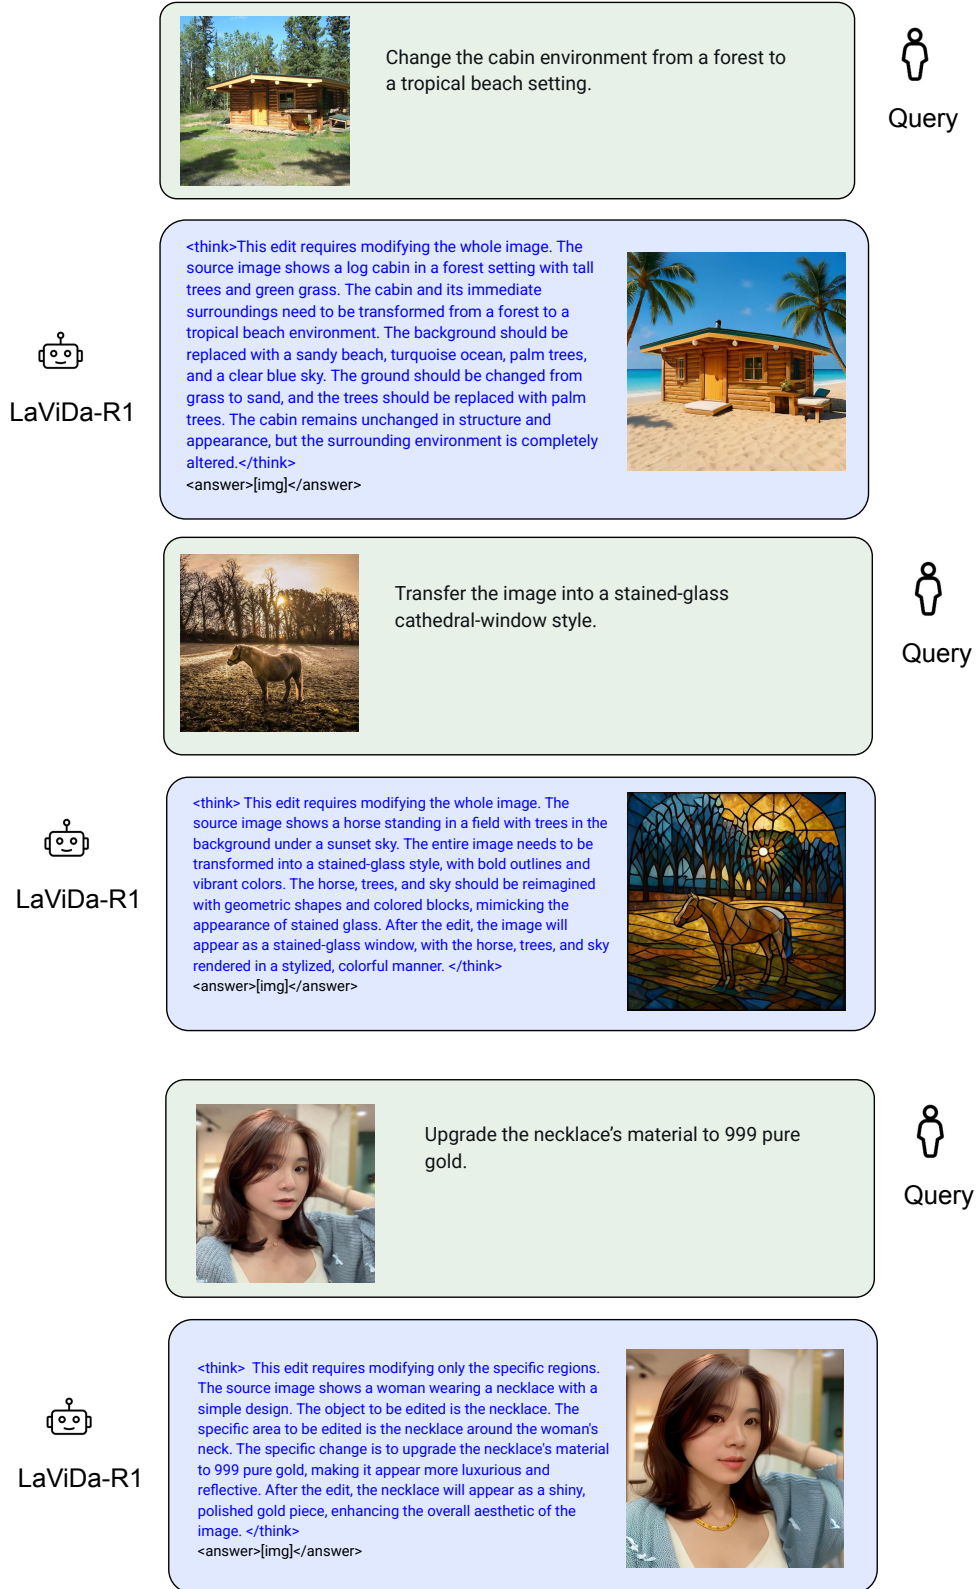 Change the cabin environment from a forest to
a tropical beach setting.
Query
<think>This edit requires modifying the whole image. The
source image shows a log cabin in a forest setting with tall
trees and green grass. The cabin and its immediate
surroundings need to be transformed from a forest to a
tropical beach environment. The background should be
replaced with a sandy beach, turquoise ocean, palm trees,
and a clear blue sky. The ground should be changed from
grass to sand, and the trees should be replaced with palm
trees. The cabin remains unchanged in structure and
appearance, but the surrounding environment is completely
altered.</think>
<answer>[img]</answer>
LaViDa-R1
Transfer the image into a stained-glass
cathedral-window style.
Query
<think> This edit requires modifying the whole image. The
source image shows a horse standing in a field with trees in the
background under a sunset sky. The entire image needs to be
transformed into a stained-glass style, with bold outlines and
vibrant colors. The horse, trees, and sky should be reimagined
with geometric shapes and colored blocks, mimicking the
appearance of stained glass. After the edit, the image will
appear as a stained-glass window, with the horse, trees, and sky
rendered in a stylized, colorful manner. </think>
<answer>[img]</answer>
LaViDa-R1
Upgrade the necklace’s material to 999 pure
gold.
Query
<think>  This edit requires modifying only the specific regions.
The source image shows a woman wearing a necklace with a
simple design. The object to be edited is the necklace. The
specific area to be edited is the necklace around the woman's
neck. The specific change is to upgrade the necklace's material
to 999 pure gold, making it appear more luxurious and
reflective. After the edit, the necklace will appear as a shiny,
polished gold piece, enhancing the overall aesthetic of the
image. </think>
<answer>[img]</answer>
LaViDa-R1